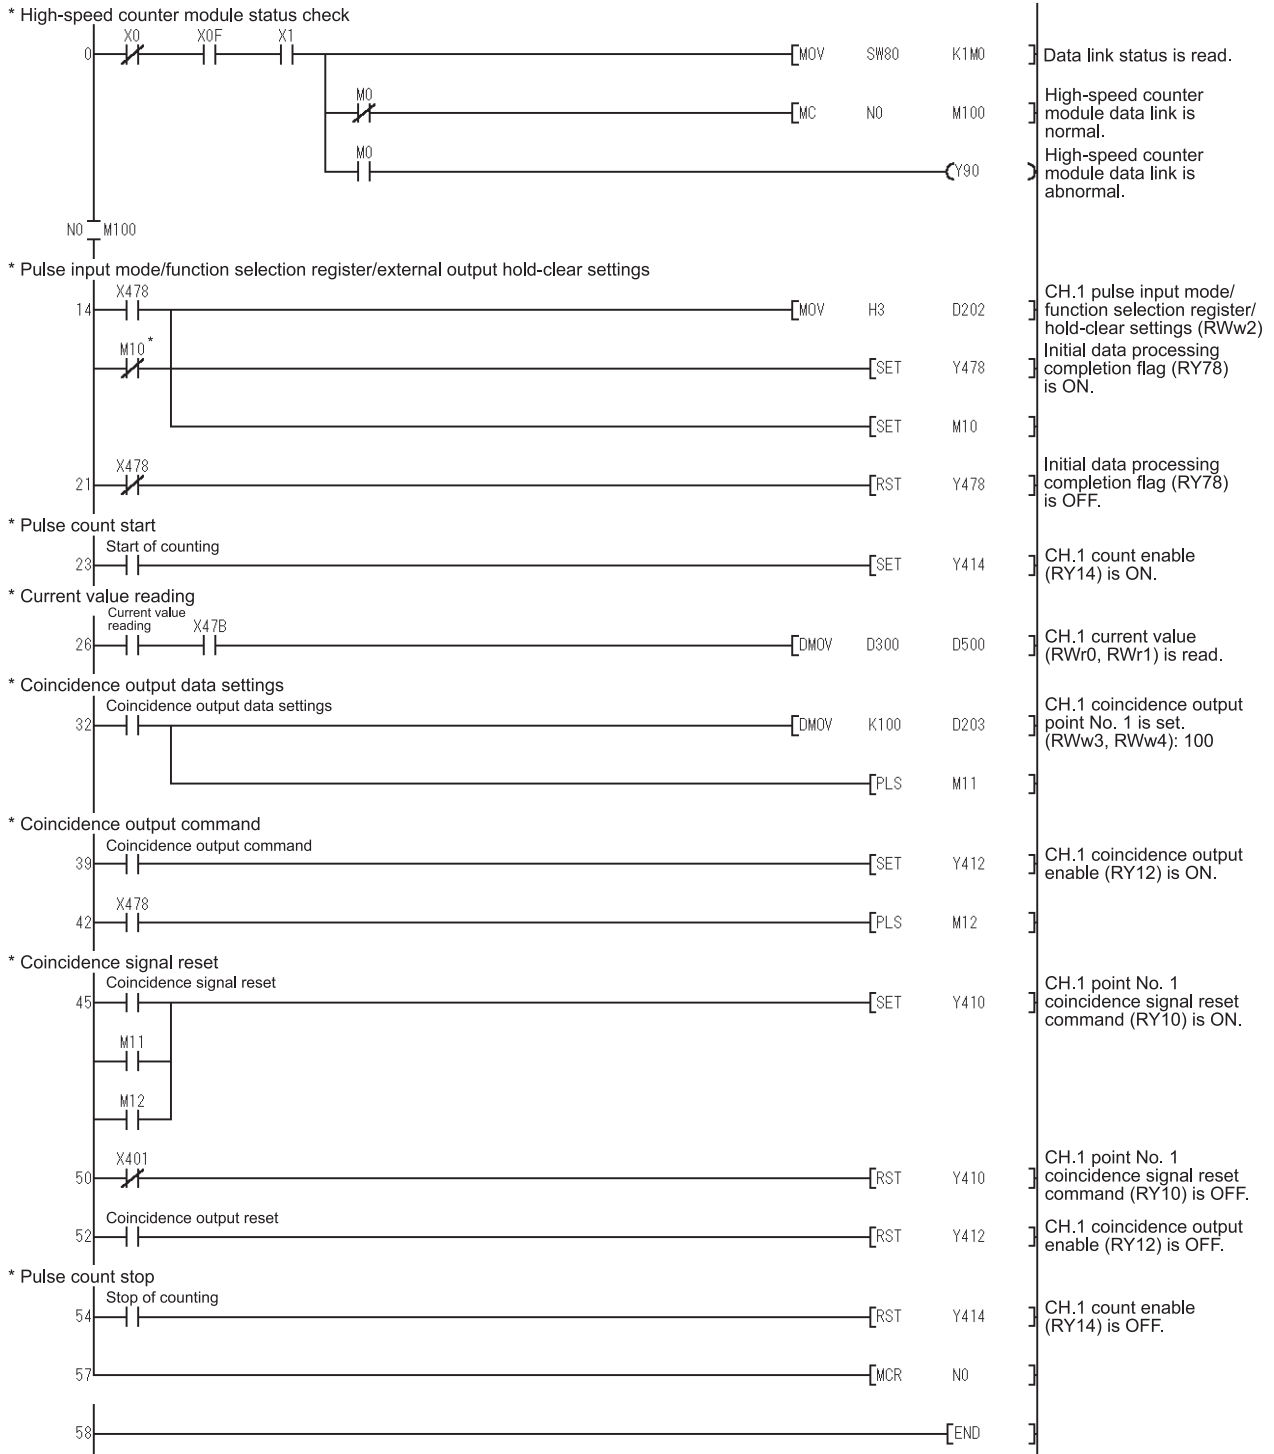 * High-speed counter module status check
X0 X0F X1
0 MOV SW80 K1M0 Data link status is read.
M0 High-speed counter
MC N0 M100 module data link is
normal.
M0 High-speed counter
Y90 module data link is
abnormal.
N0 M100
* Pulse input mode/function selection register/external output hold-clear settings
X478 CH.1 pulse input mode/
14 MOV H3 D202 function selection register/
hold-clear settings (RWw2)
M10 * Initial data processing
SET Y478 completion flag (RY78)
is ON.
SET M10
X478 Initial data processing
21 RST Y478 completion flag (RY78)
is OFF.
* Pulse count start
Start of counting
23 SET Y414 CH.1 count enable
(RY14) is ON.
* Current value reading
Current value
reading X47B
26 DMOV D300 D500 CH.1 current value
(RWr0, RWr1) is read.
* Coincidence output data settings
Coincidence output data settings CH.1 coincidence output
32 DMOV K100 D203 point No. 1 is set.
(RWw3, RWw4): 100
PLS M11
* Coincidence output command
Coincidence output command
39 SET Y412 CH.1 coincidence output
enable (RY12) is ON.
X478
42 PLS M12
* Coincidence signal reset
Coincidence signal reset CH.1 point No. 1
45 SET Y410 coincidence signal reset
command (RY10) is ON.
M11
M12
X401 CH.1 point No. 1
50 RST Y410 coincidence signal reset
command (RY10) is OFF.
Coincidence output reset
52 RST Y412 CH.1 coincidence output
enable (RY12) is OFF.
* Pulse count stop
Stop of counting
54 RST Y414 CH.1 count enable
(RY14) is OFF.
57 MCR N0
58 END